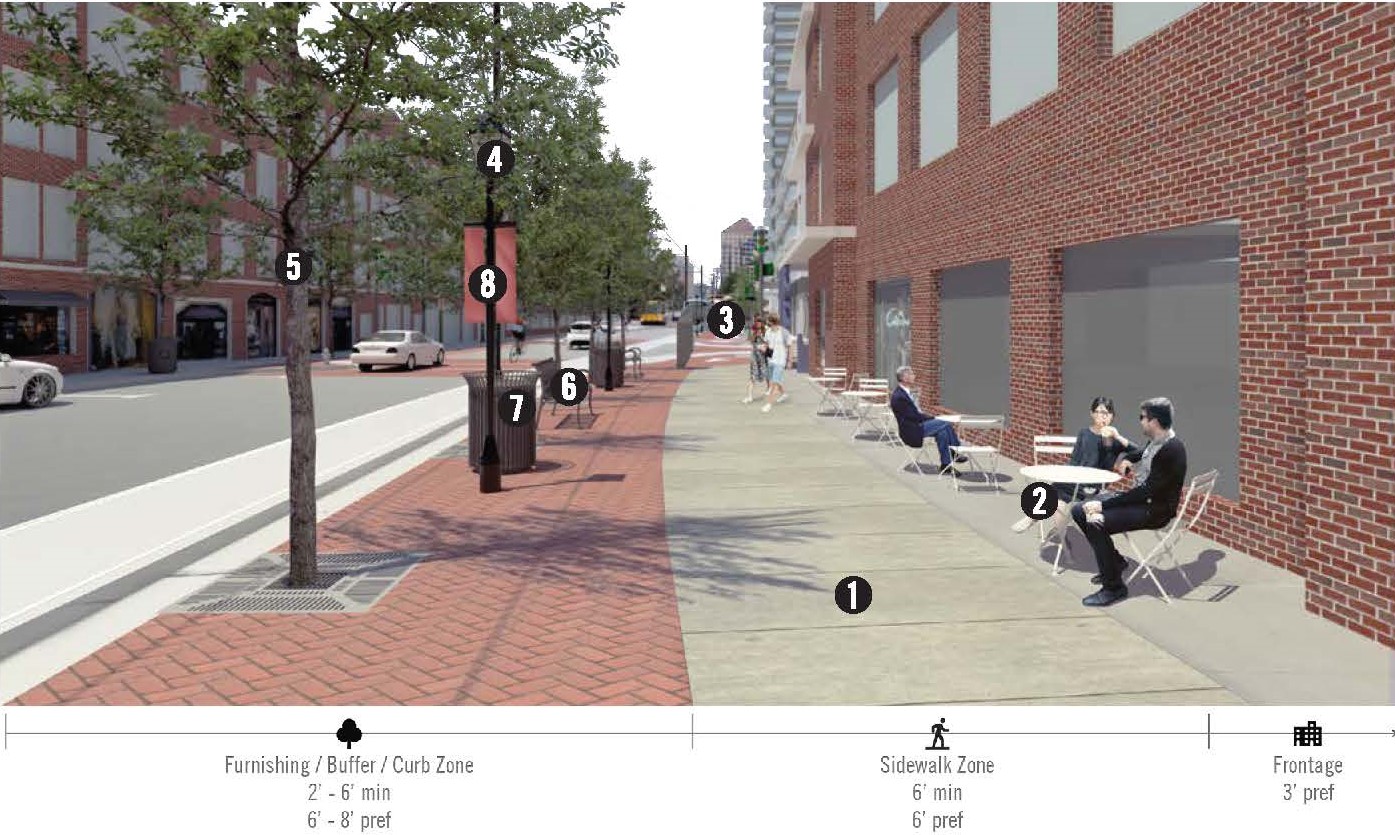 4
5
8
3
6
7
2
1
Furnishing / Buffer / Curb Zone
2' - 6' min
6' - 8' pref
Sidewalk Zone
6' min
6' pref
Frontage
3' pref